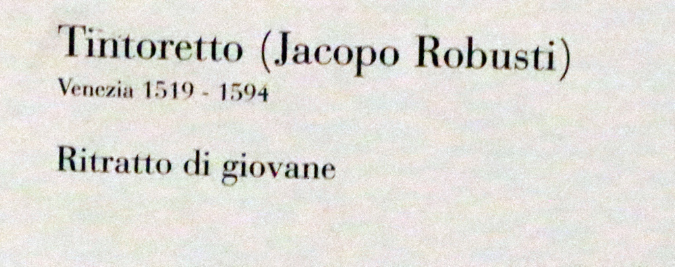 Tintoretto (Jacopo Robusti)
Venezia 1519 - 1594
Ritratto di giovane